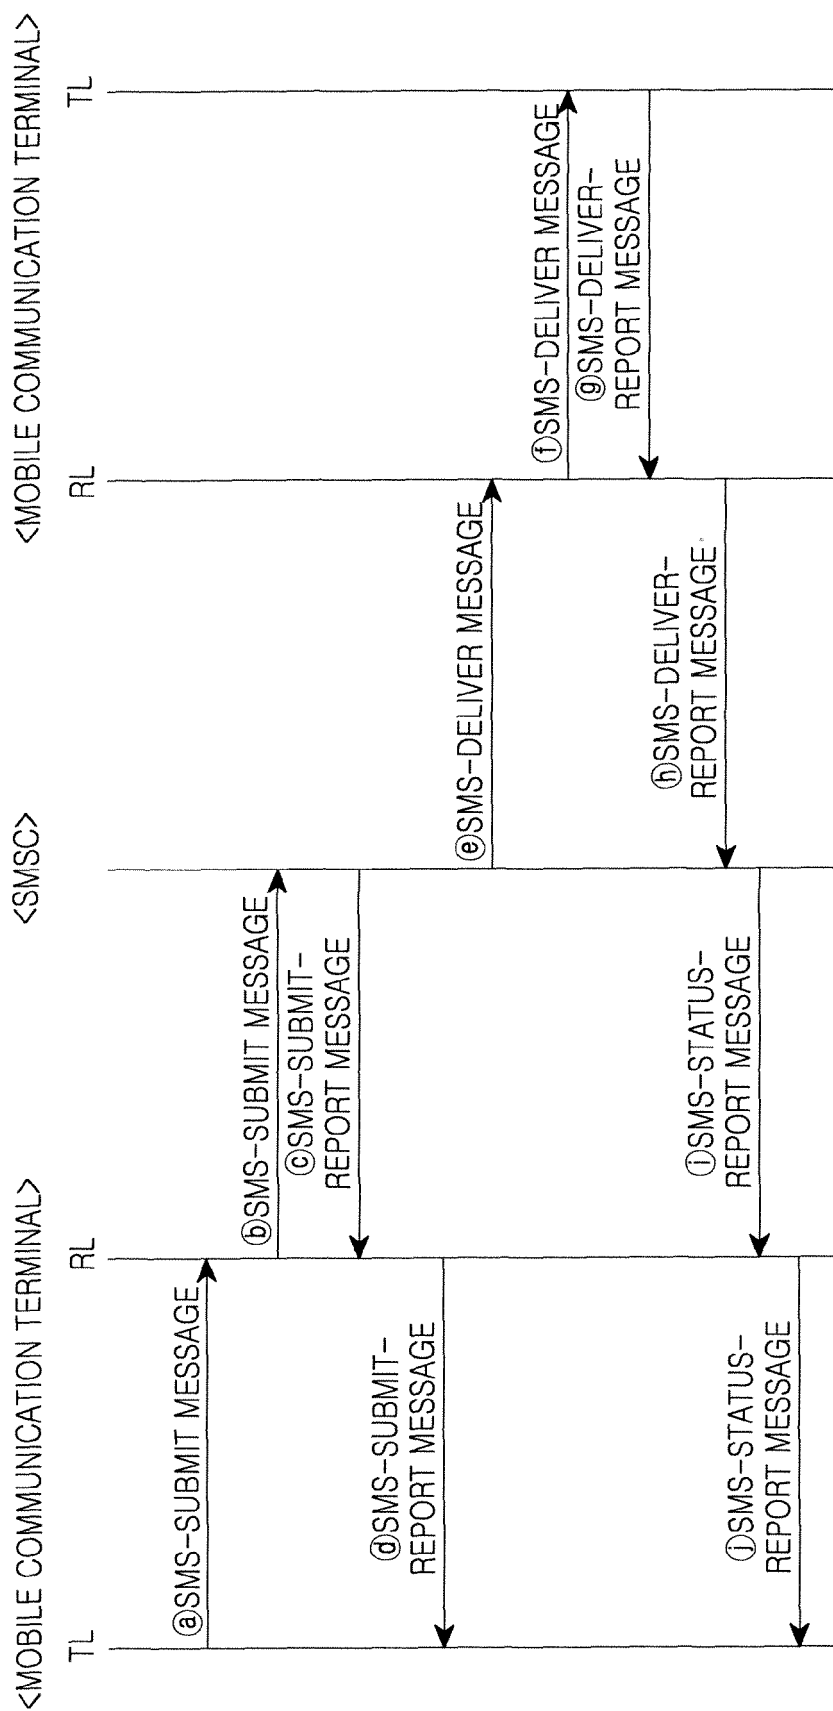 <MOBILE COMMUNICATION TERMINAL>
<SMSC>
<MOBILE COMMUNICATION TERMINAL>
TL
RL
RL
TL
ⓐSMS-SUBMIT MESSAGE
ⓑSMS-SUBMIT MESSAGE
ⓒSMS-SUBMIT-
REPORT MESSAGE
ⓓSMS-SUBMIT-
REPORT MESSAGE
ⓔSMS-DELIVER MESSAGE
ⓕSMS-DELIVER MESSAGE
ⓖSMS-DELIVER-
REPORT MESSAGE
ⓗSMS-DELIVER-
REPORT MESSAGE
ⓘSMS-STATUS-
REPORT MESSAGE
ⓙSMS-STATUS-
REPORT MESSAGE